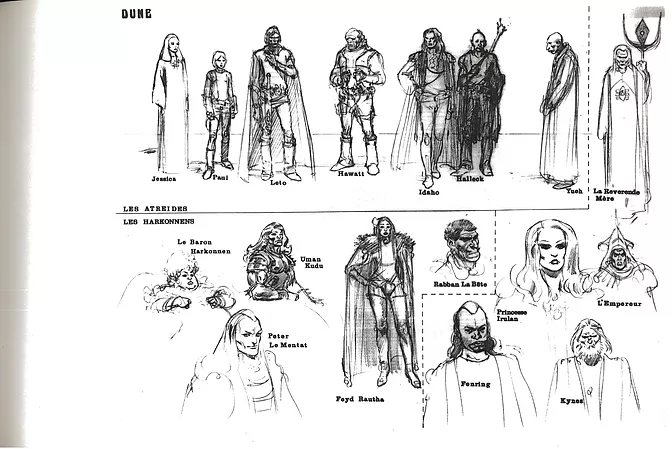 DUNE
Jessica
Paul
Leto
Hawatt
Idaho
Halleck
Yueh
La Reverende
Mère
LES ATREIDES
LES HARKONNENS
Le Baron
Harkonnen
Uman
Kudu
Peter
Le Mentat
Feyd Rautha
Rabban La Bête
Princesse
Irulan
L'Empereur
Fenring
Kynes